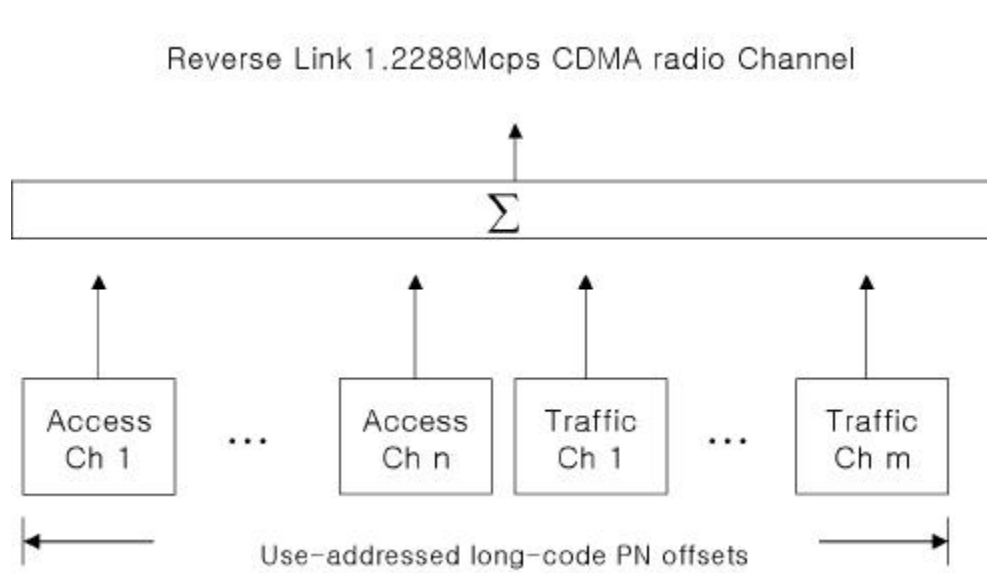 Reverse Link 1.2288Mcps CDMA radio Channel
Σ
Access
Ch 1
...
Access
Ch n
Traffic
Ch 1
...
Traffic
Ch m
Use-addressed long-code PN offsets